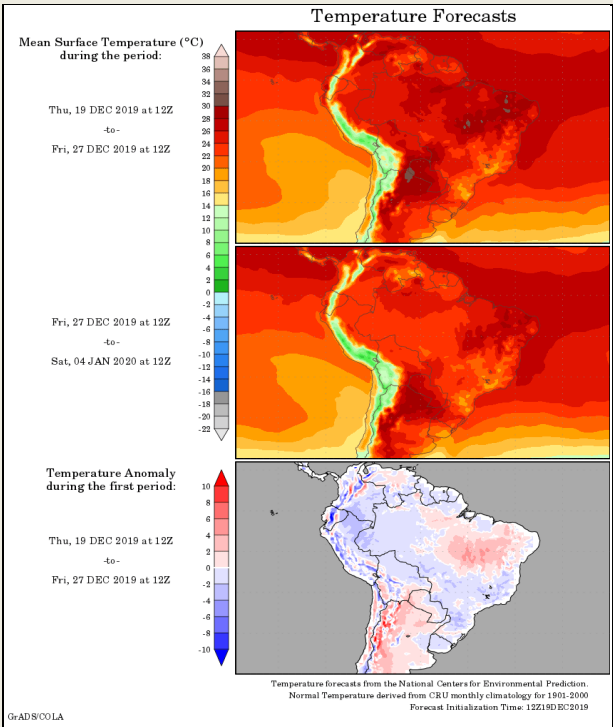 Temperature Forecasts
Mean Surface Temperature (°C)
during the period:
Thu, 19 DEC 2019 at 12Z
-to-
Fri, 27 DEC 2019 at 12Z
38
36
34
32
30
28
26
24
22
20
18
16
14
12
10
8
6
4
2
0
-2
-4
-6
-8
-10
-12
-14
-16
-18
-20
-22
Fri, 27 DEC 2019 at 12Z
-to-
Sat, 04 JAN 2020 at 12Z
Temperature Anomaly
during the first period:
Thu, 19 DEC 2019 at 12Z
-to-
Fri, 27 DEC 2019 at 12Z
10
8
6
4
2
0
-2
-4
-6
-8
-10
Temperature forecasts from the National Centers for Environmental Prediction.
Normal Temperature derived from CRU monthly climatology for 1901-2000
Forecast Initialization Time: 12Z19DEC2019
GrADS/COLA